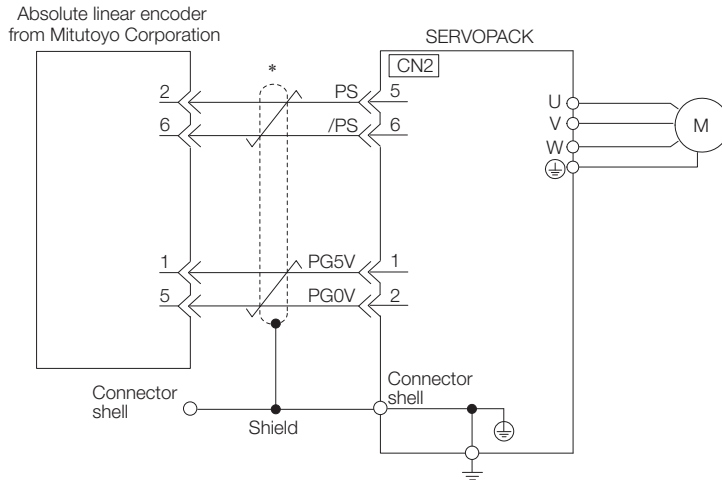 Absolute linear encoder
from Mitutoyo Corporation
SERVOPACK
*
CN2
2
PS
5
6
/PS
6
U
V
W
M
1
PG5V
1
5
PG0V
2
Connector
shell
Shield
Connector
shell